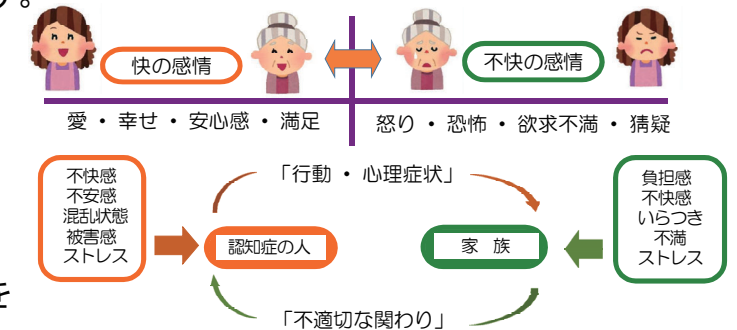 す。
快の感情
不快の感情
愛 ・ 幸せ ・ 安心感 ・ 満足
怒り ・ 恐怖 ・ 欲求不満 ・ 猜疑
不快感
不安感
混乱状態
被害感
ストレス
「行動 ・ 心理症状」
認知症の人
家 族
負担感
不快感
いらつき
不満
ストレス
を
「不適切な関わり」